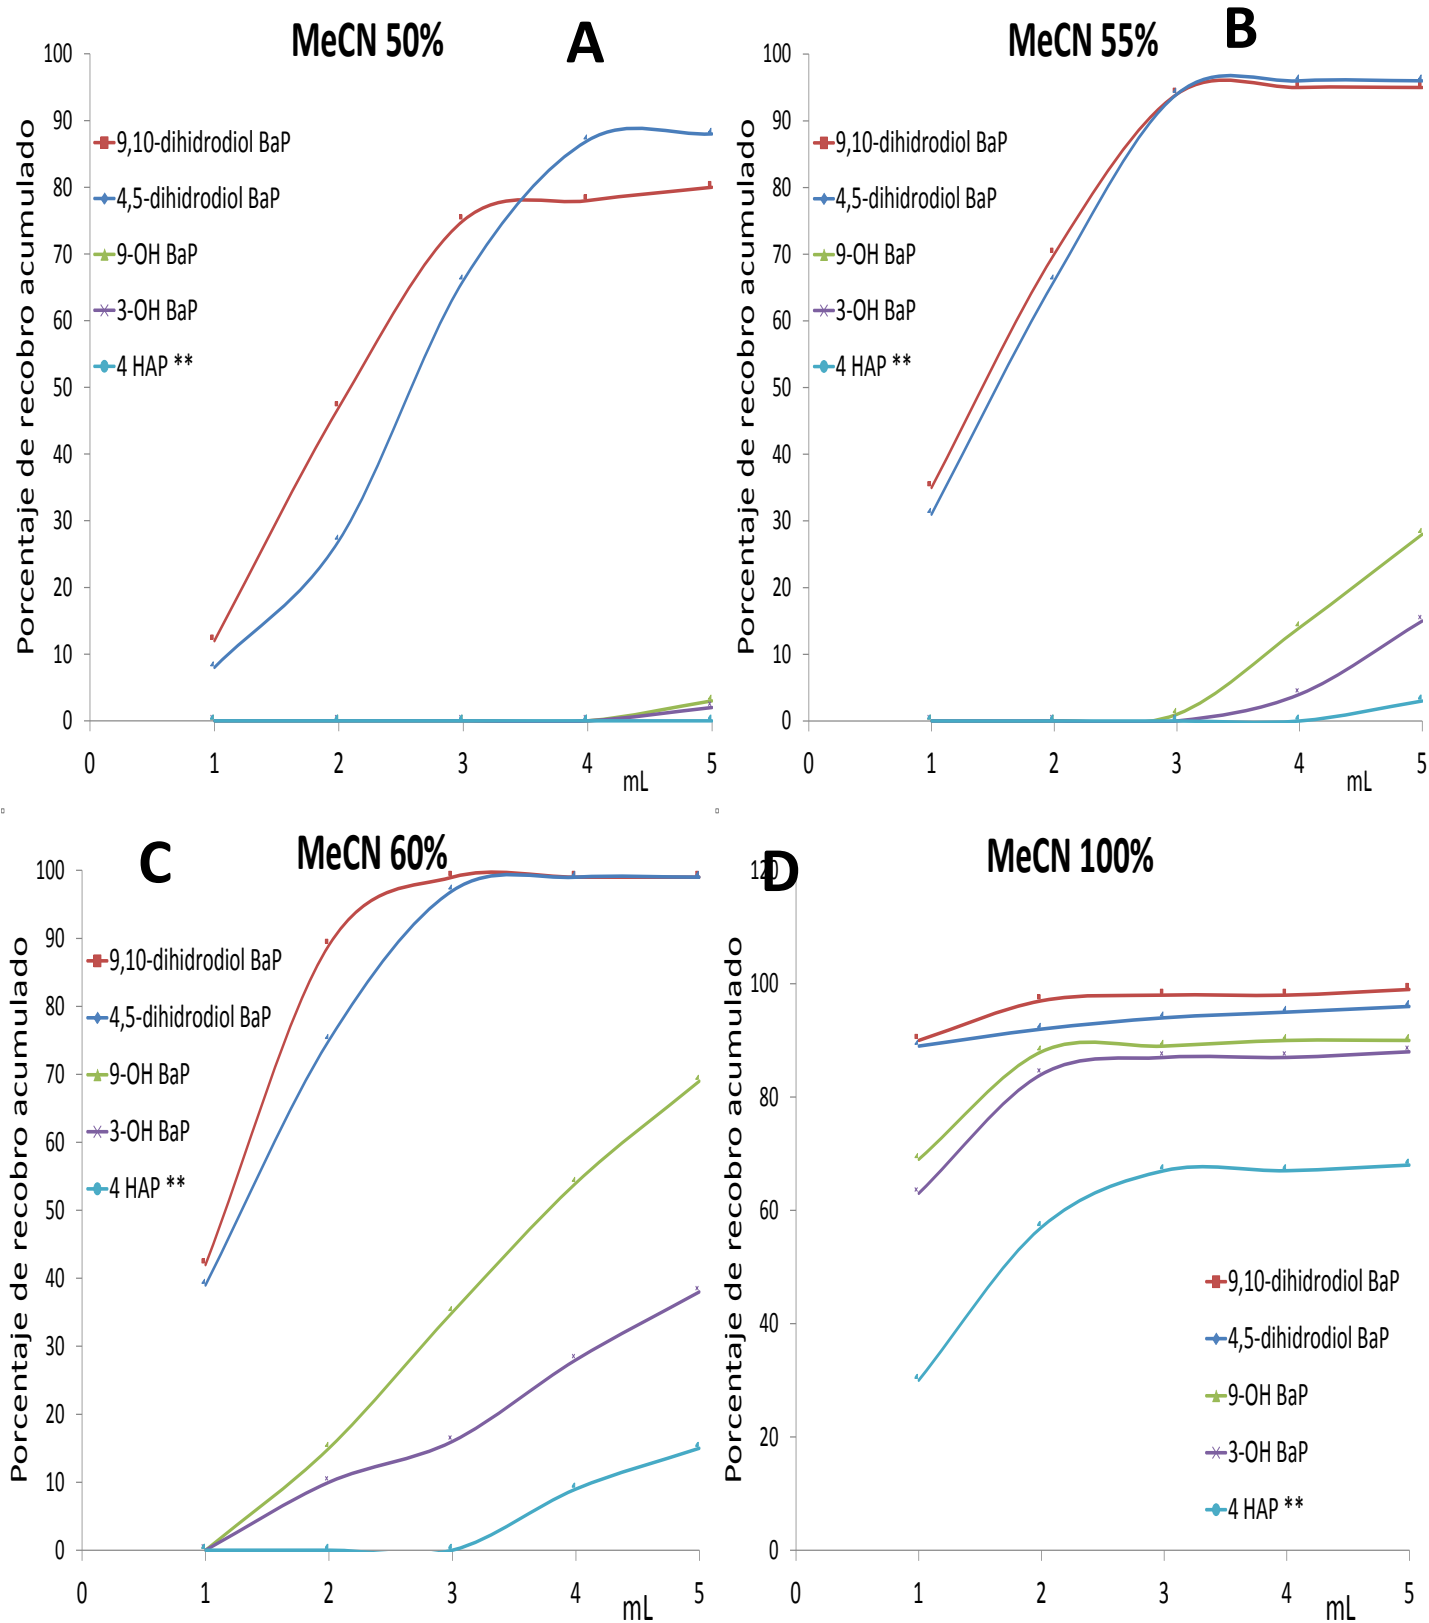 MeCN 50%
A
Porcentaje de recobro acumulado
100
90
80
70
60
50
40
30
20
10
0
9,10-dihidrodiol BaP
4,5-dihidrodiol BaP
9-OH BaP
3-OH BaP
4 HAP **
0 1 2 3 4 5
mL
MeCN 55%
B
Porcentaje de recobro acumulado
100
90
80
70
60
50
40
30
20
10
0
9,10-dihidrodiol BaP
4,5-dihidrodiol BaP
9-OH BaP
3-OH BaP
4 HAP **
0 1 2 3 4 5
mL
C
MeCN 60%
Porcentaje de recobro acumulado
100
90
80
70
60
50
40
30
20
10
0
9,10-dihidrodiol BaP
4,5-dihidrodiol BaP
9-OH BaP
3-OH BaP
4 HAP **
0 1 2 3 4 5
mL
D
MeCN 100%
Porcentaje de recobro acumulado
120
100
80
60
40
20
0
9,10-dihidrodiol BaP
4,5-dihidrodiol BaP
9-OH BaP
3-OH BaP
4 HAP **
0 1 2 3 4 5
mL